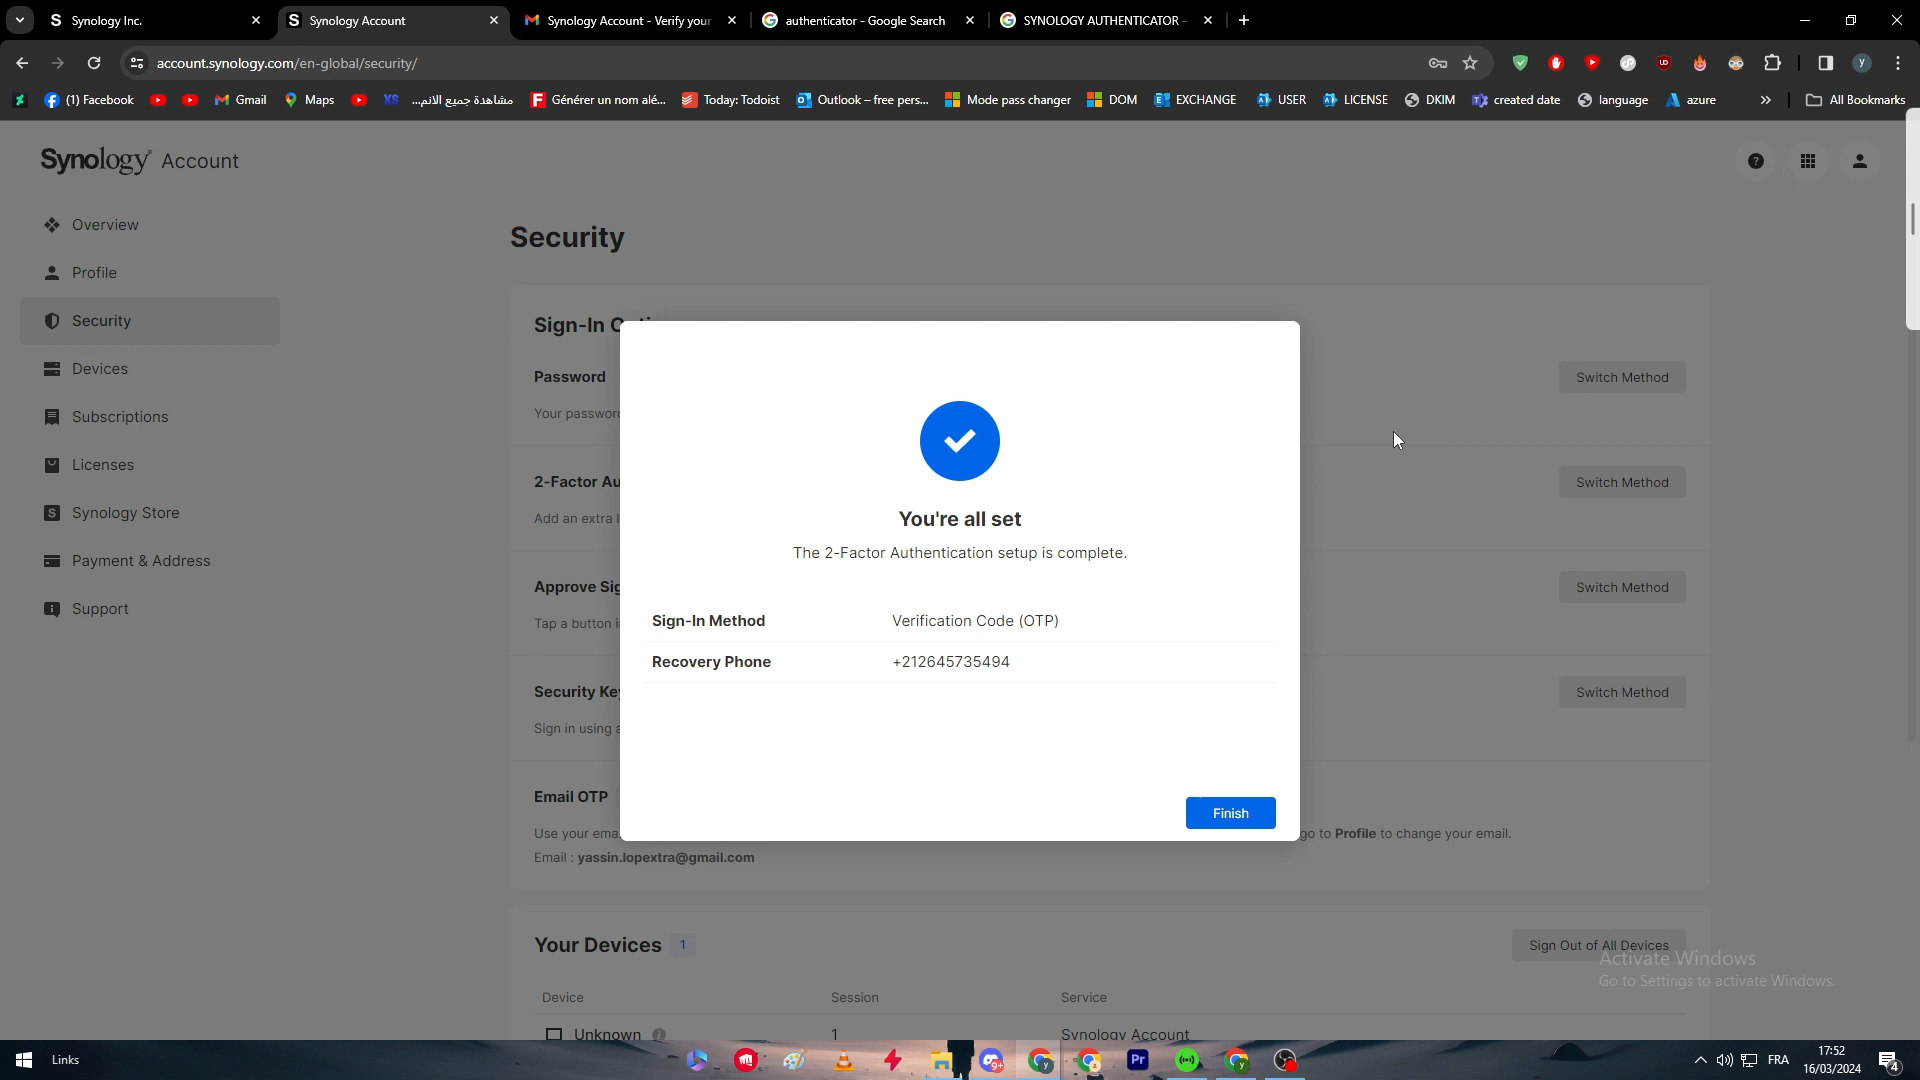 Synology Inc.
Synology Account
Synology Account - Verify your
authenticator - Google Search
SYNOLOGY AUTHENTICATOR -
account.synology.com/en-global/security/
(1) Facebook
Gmail
Maps
XS
مشاهدة جميع الانم...
Générer un nom alé...
Today: Todoist
Outlook – free pers...
Mode pass changer
DOM
EXCHANGE
USER
LICENSE
DKIM
created date
language
azure
»
All Bookmarks
Synology Account
Overview
Profile
Security
Devices
Subscriptions
Licenses
Synology Store
Payment & Address
Support
Security
Sign-In
Password
Switch Method
Your password
2-Factor Au
Switch Method
Add an extra
Approve Sig
Switch Method
Tap a button
Security Key
Switch Method
Sign in using
Email OTP
Use your ema
go to Profile to change your email.
Email : yassin.lopextra@gmail.com
You're all set
The 2-Factor Authentication setup is complete.
Sign-In Method Verification Code (OTP)
Recovery Phone +212645735494
Finish
Your Devices 1
Sign Out of All Devices
Activate Windows
Go to Settings to activate Windows.
Device Session Service
Unknown 1 Synology Account
Links
9+
Pr
FRA
17:52
16/03/2024
4